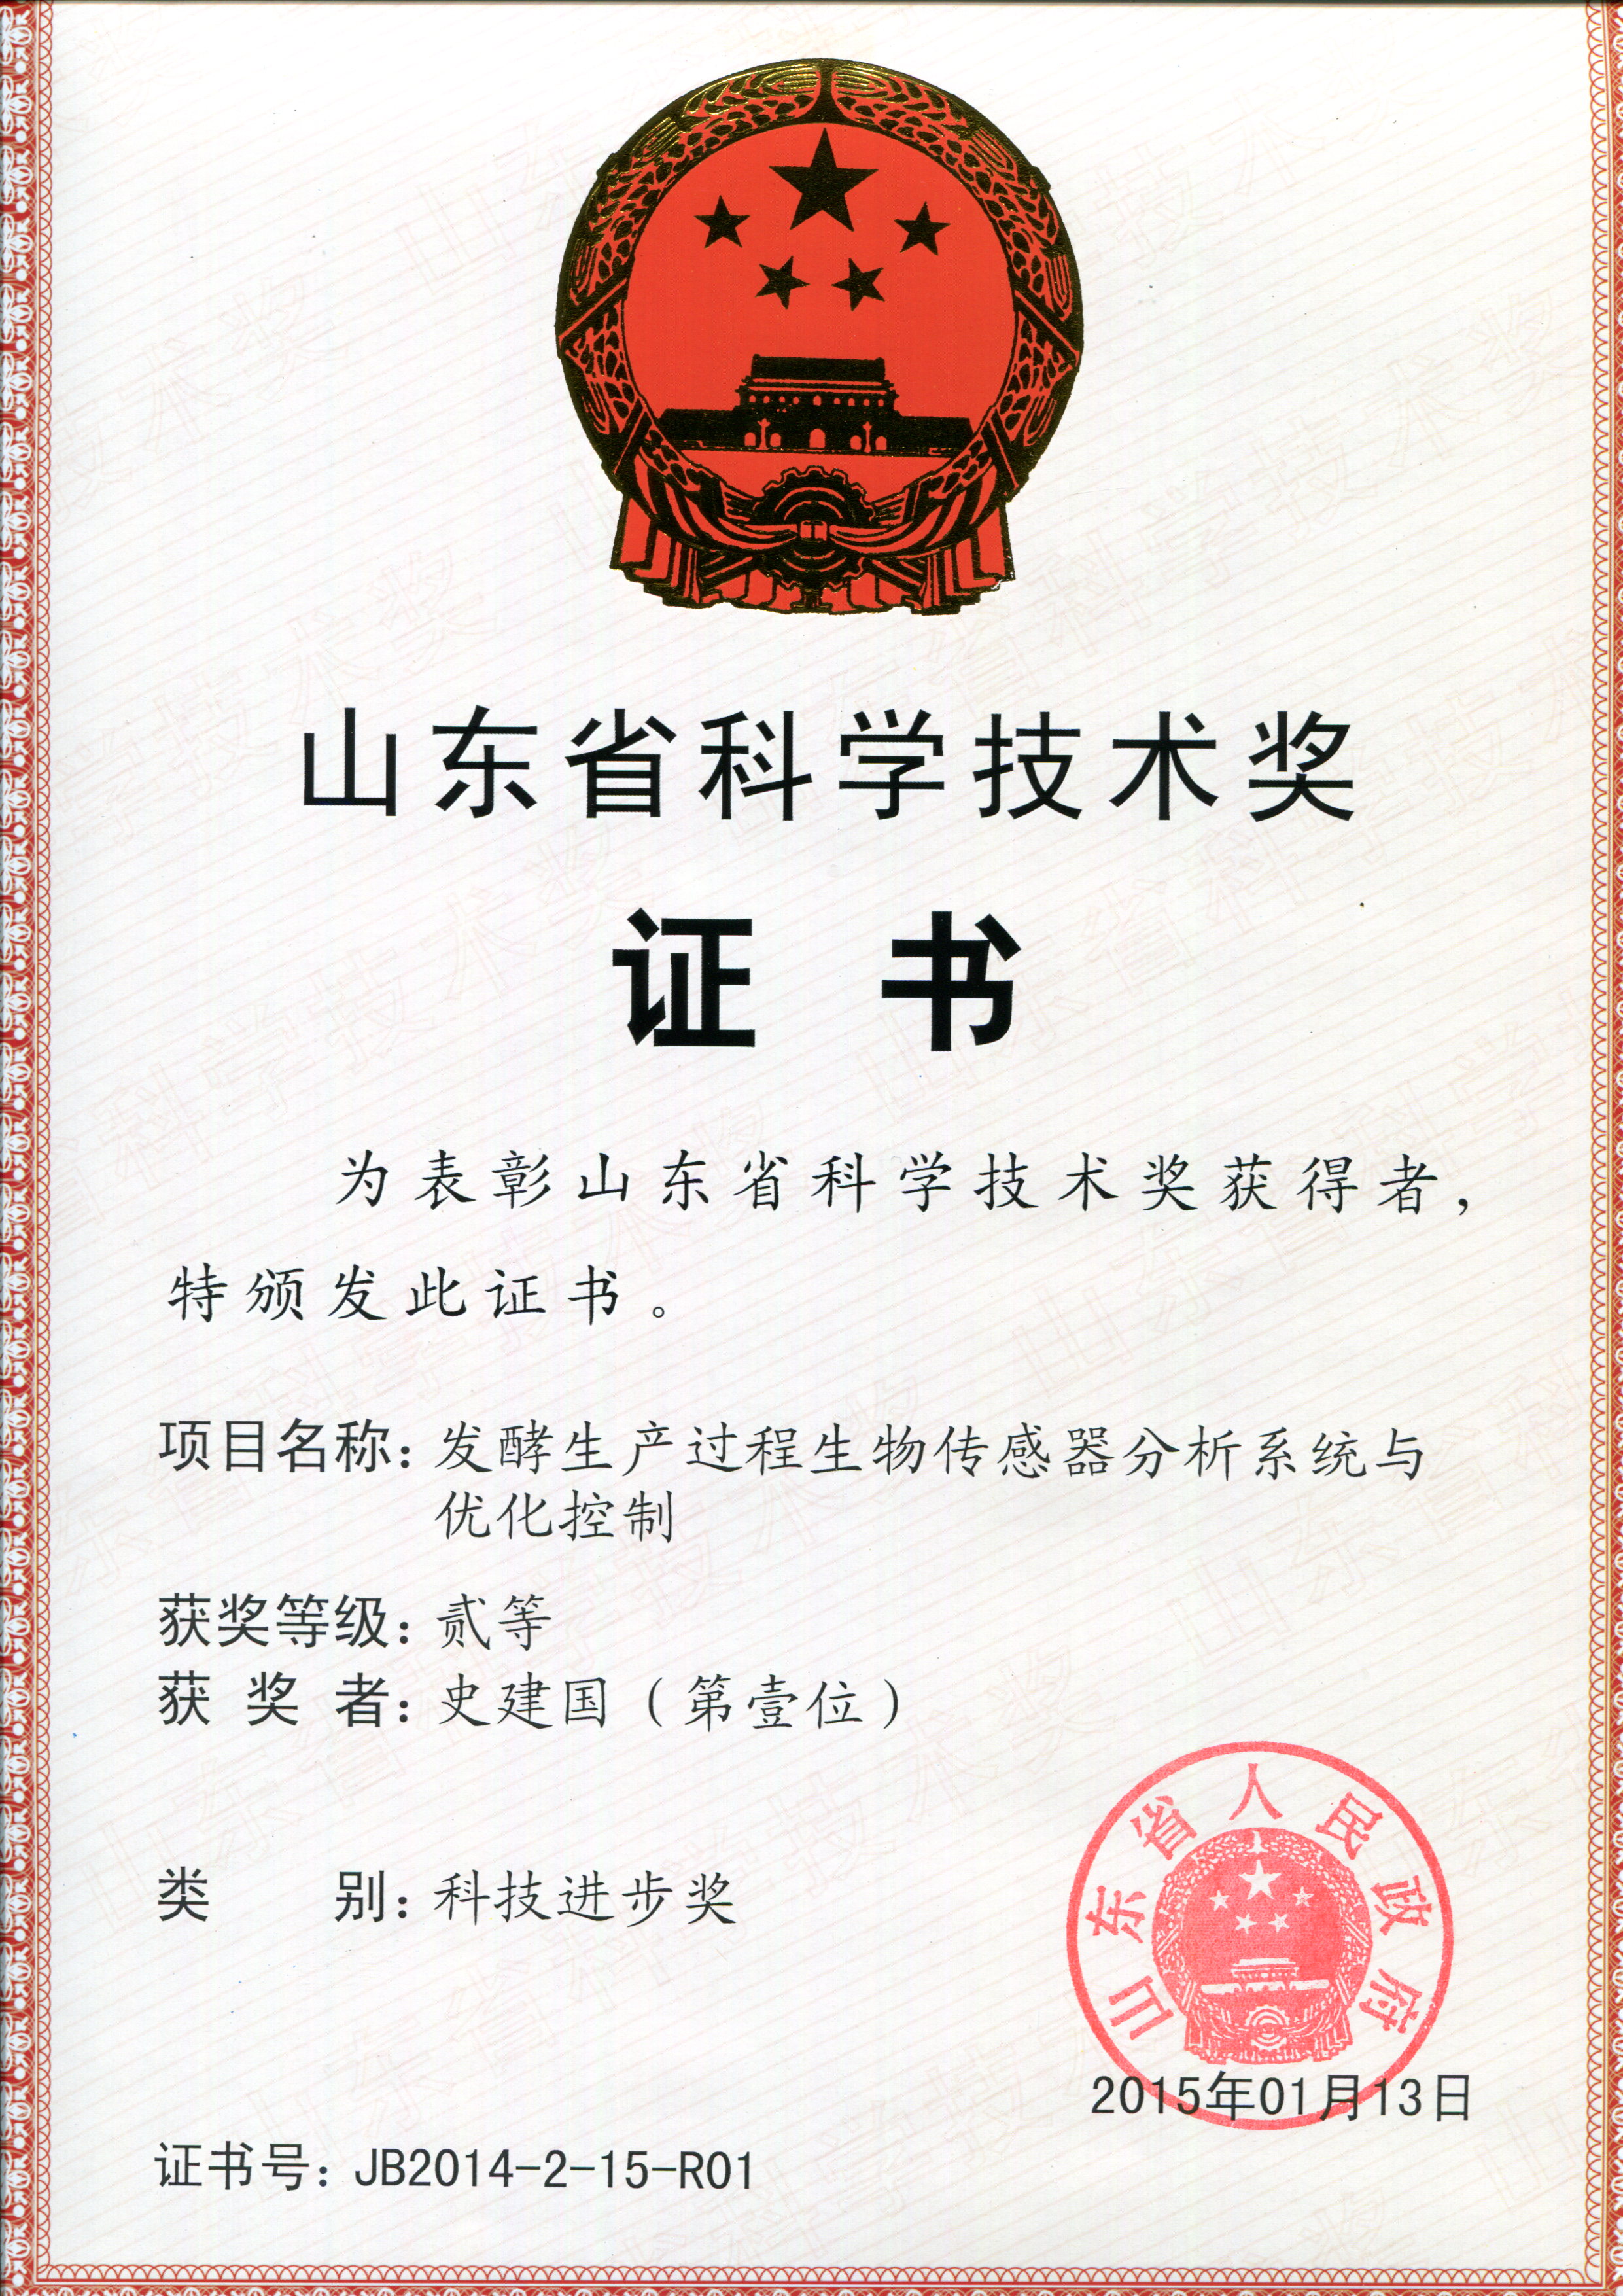 山东省科学技术奖
证书
为表彰山东省科学技术奖获得者，
特颁发此证书。
项目名称：发酵生产过程生物传感器分析系统与
优化控制
获奖等级：贰等
获奖者：史建国（第壹位）
类别：科技进步奖
山东省人民政府
2015年01月13日
证书号：JB2014-2-15-R01